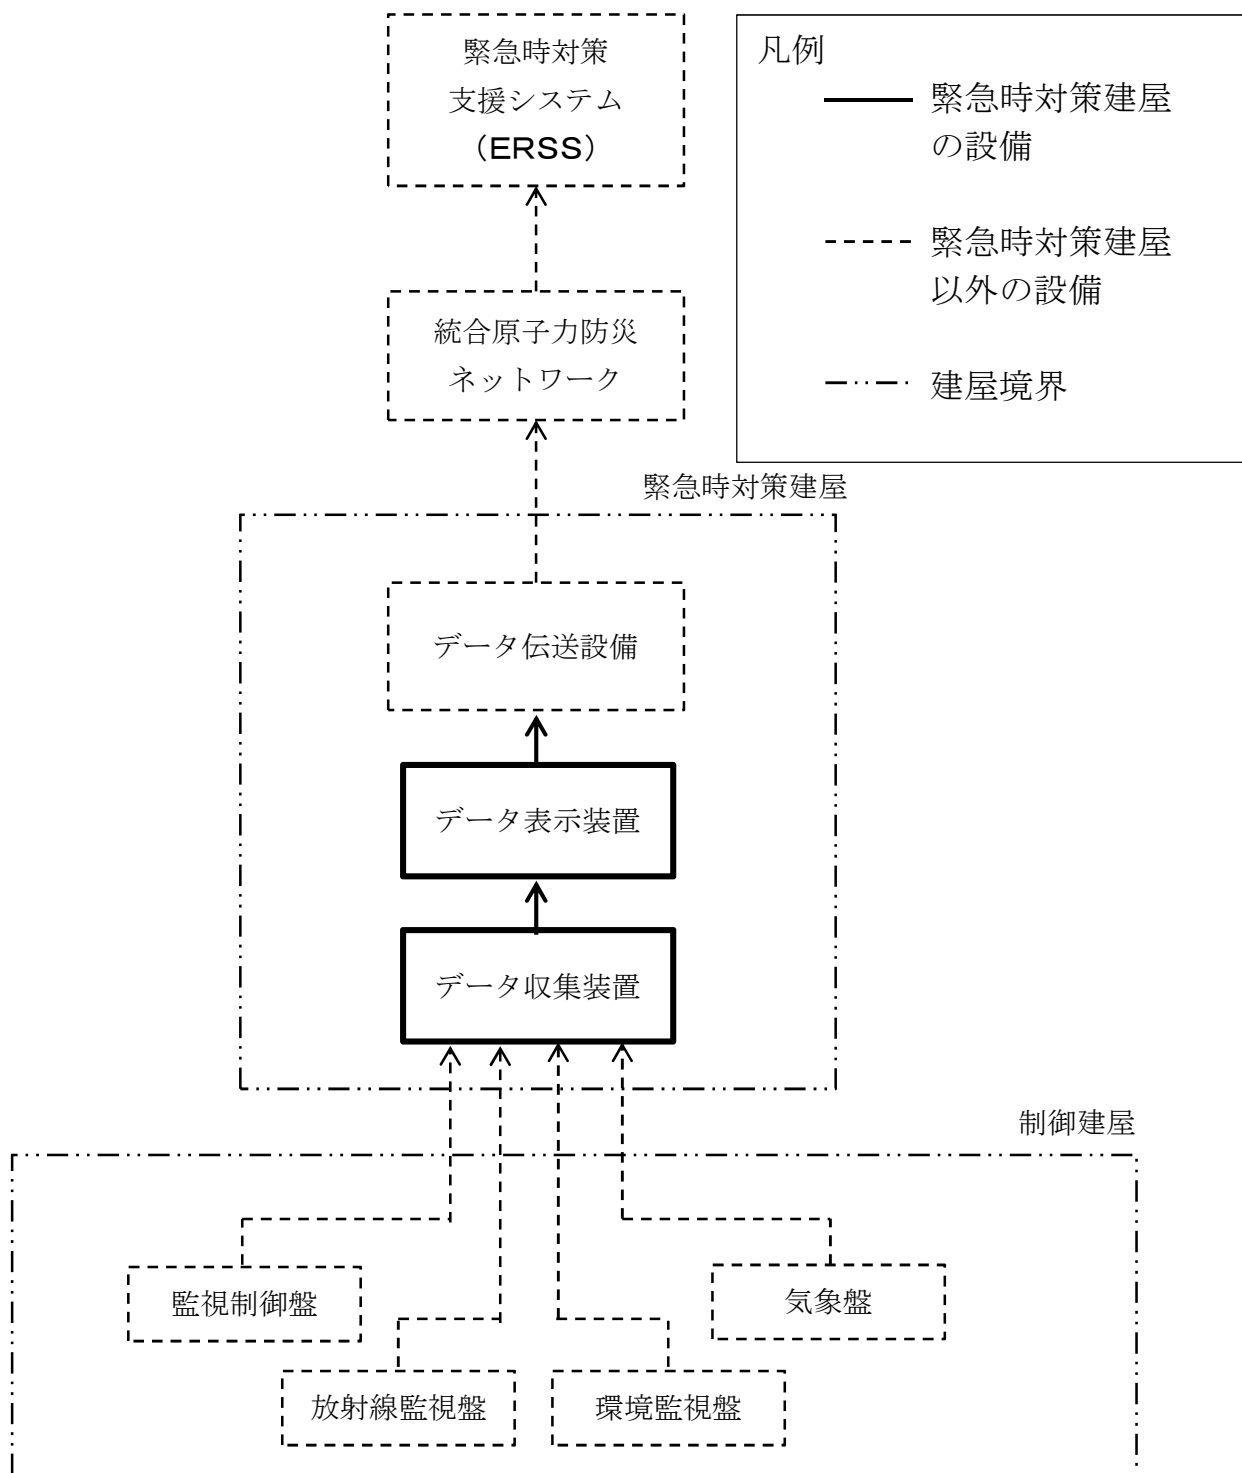 緊急時対策
支援システム
（ERSS）
統合原子力防災
ネットワーク
凡例
緊急時対策建屋
の設備
緊急時対策建屋
以外の設備
建屋境界
緊急時対策建屋
データ伝送設備
データ表示装置
データ収集装置
制御建屋
監視制御盤
気象盤
放射線監視盤
環境監視盤